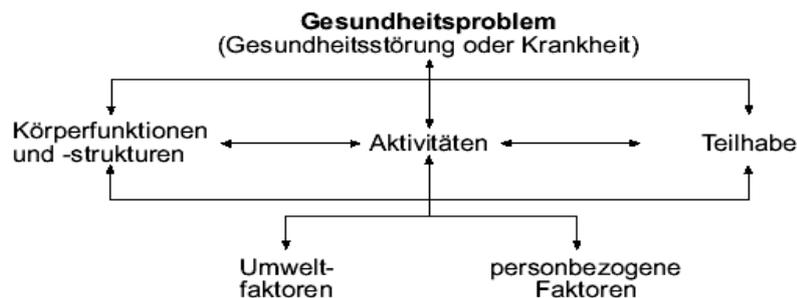 Gesundheitsproblem
(Gesundheitsstörung oder Krankheit)
Körperfunktionen
und -strukturen
Aktivitäten
Teilhabe
Umwelt-
faktoren
personbezogene
Faktoren